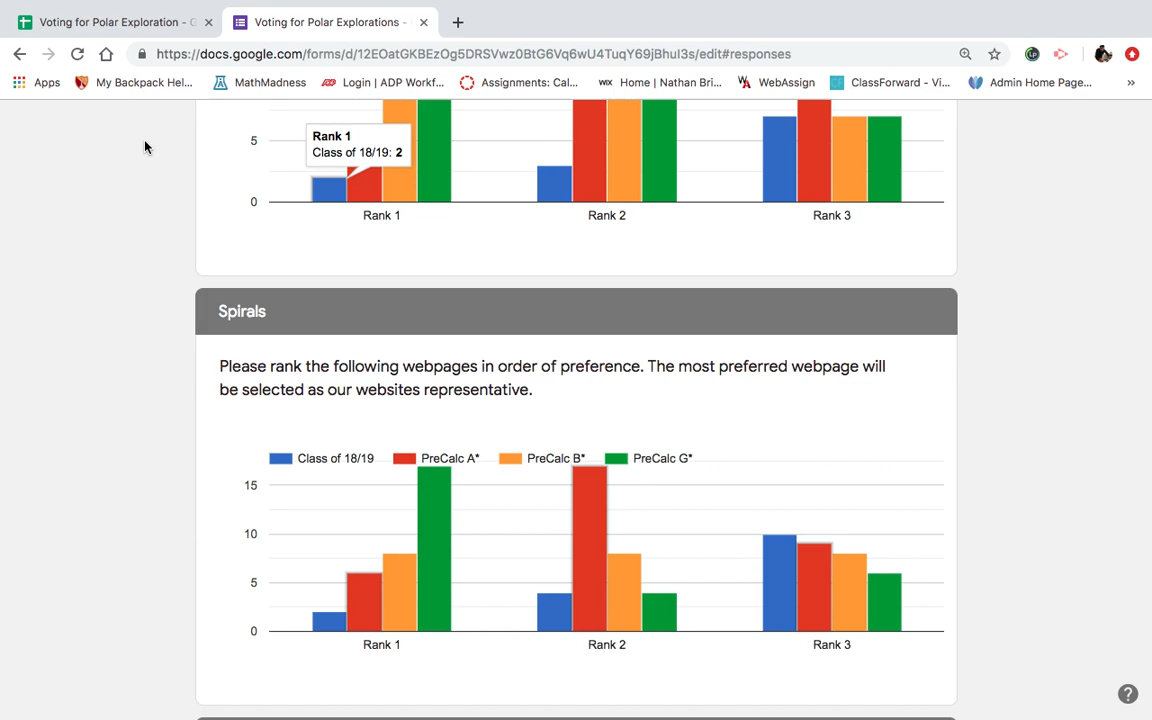 Voting for Polar Exploration - G
Voting for Polar Explorations -
https://docs.google.com/forms/d/12EOatGKBEzOg5DRSVwz0BtG6Vq6wU4TuqY69jBhuI3s/edit#responses
Apps
My Backpack Hel...
MathMadness
Login | ADP Workf...
Assignments: Cal...
WIX Home | Nathan Bri...
WebAssign
ClassForward - Vi...
Admin Home Page...
»
5
0
Rank 1
Class of 18/19: 2
Rank 1
Rank 2
Rank 3
Spirals
Please rank the following webpages in order of preference. The most preferred webpage will
be selected as our websites representative.
Class of 18/19
PreCalc A*
PreCalc B*
PreCalc G*
15
10
5
0
Rank 1
Rank 2
Rank 3
?